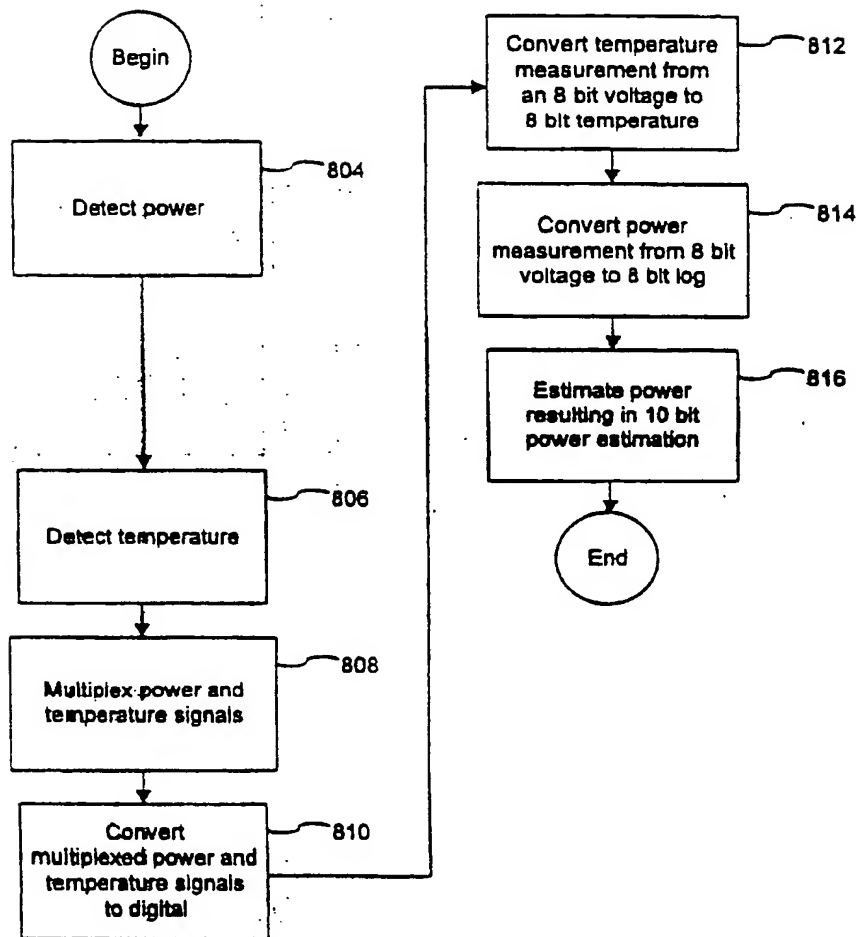 Begin
Detect power
804
Detect temperature
806
Multiplex power and
temperature signals
808
Convert
multiplexed power and
temperature signals
to digital
810
Convert temperature
measurement from
an 8 bit voltage to
8 bit temperature
812
Convert power
measurement from 8 bit
voltage to 8 bit log
814
Estimate power
resulting in 10 bit
power estimation
816
End